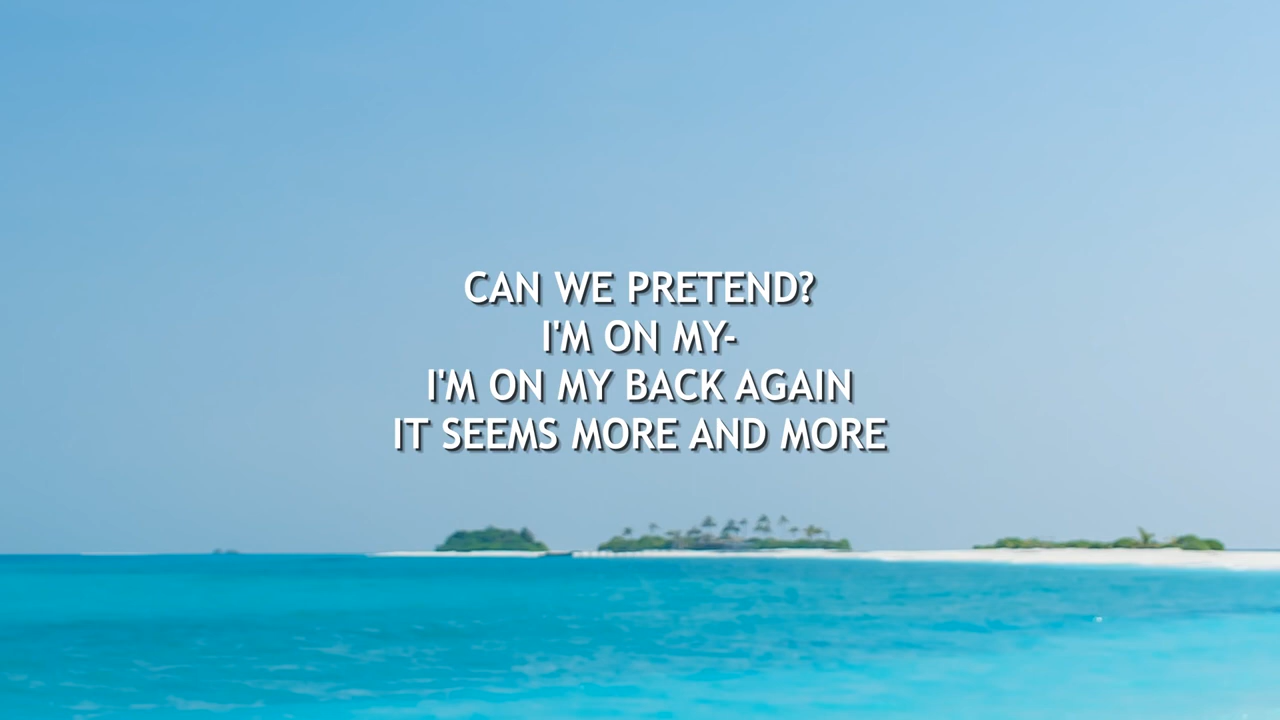 CAN WE PRETEND?
I'M ON MY-
I'M ON MY BACK AGAIN
IT SEEMS MORE AND MORE